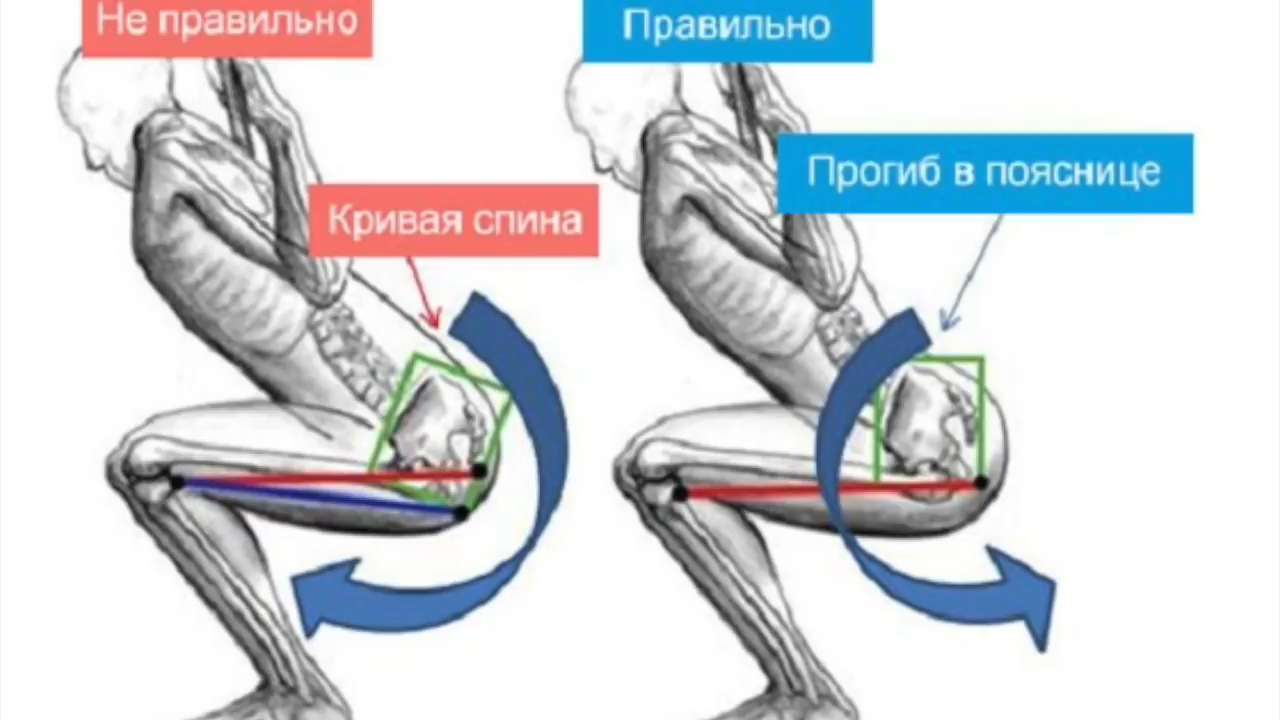 Не правильно
Правильно
Прогиб в пояснице
Кривая спина